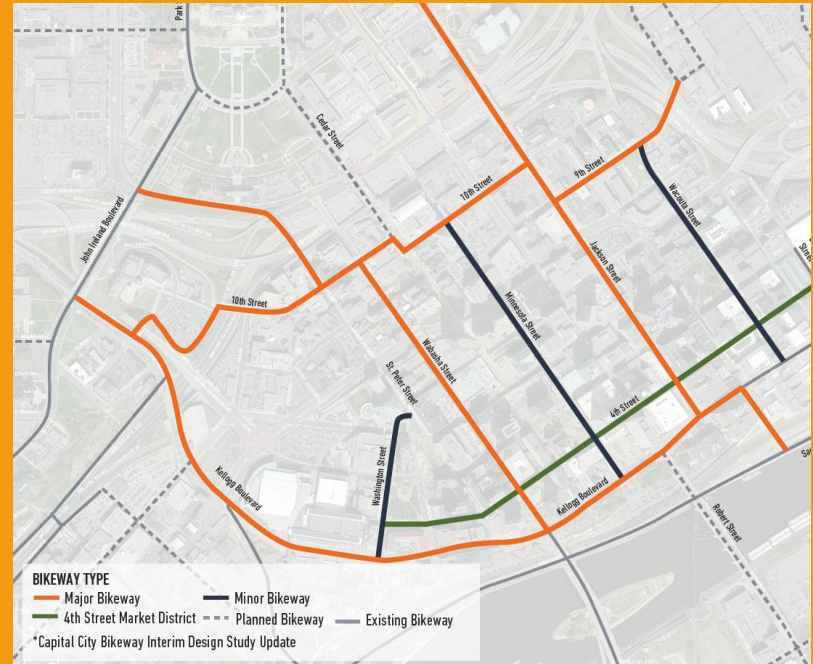 Park
Cedar Street
10th Street
9th Street
Wacouta Street
John Ireland Boulevard
Jackson Street
Street
10th Street
Minnesota Street
Wabasha Street
St. Peter Street
4th Street
Washington Street
Kellogg Boulevard
Kellogg Boulevard
Robert Street
BIKEWAY TYPE
Major Bikeway
Minor Bikeway
4th Street Market District
Planned Bikeway
Existing Bikeway
*Capital City Bikeway Interim Design Study Update